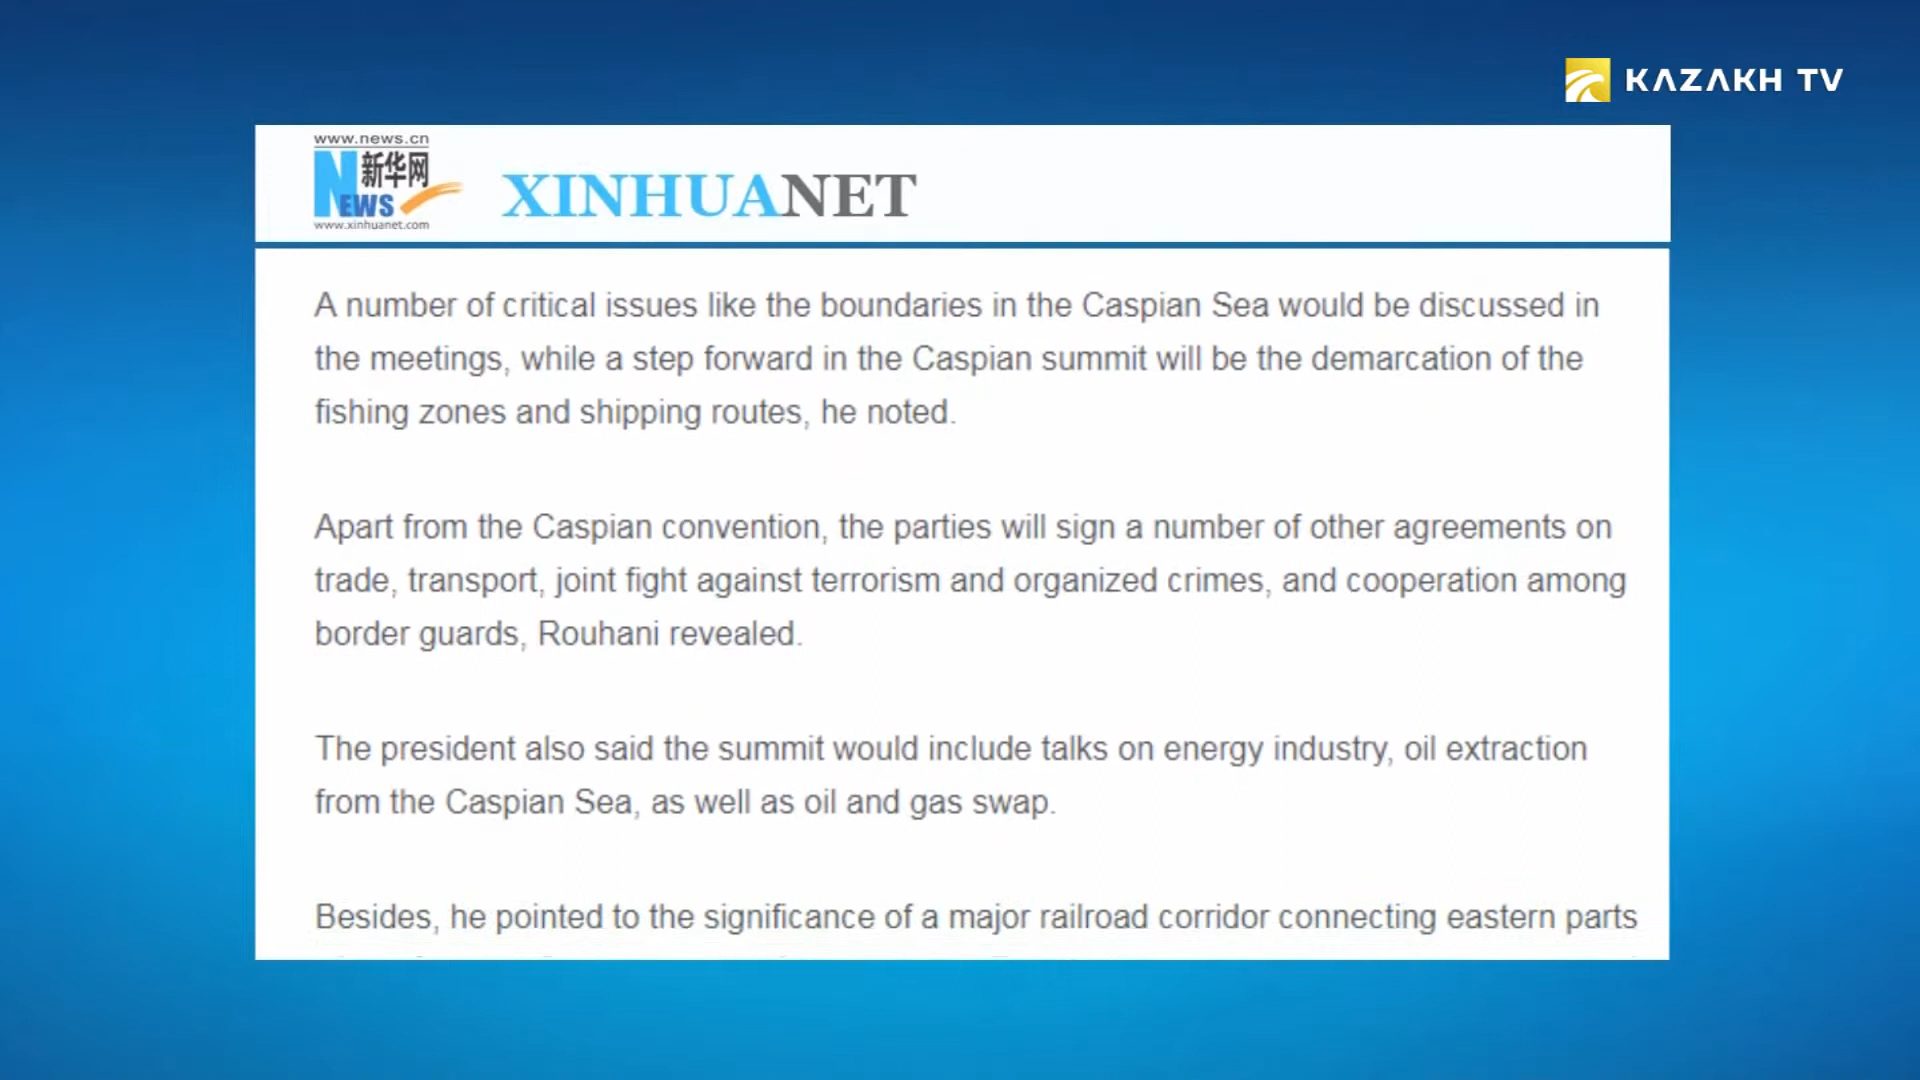 KAZAKH TV
www.news.cn
新华网
NEWS
www.xinhuanet.com
XINHUANET
A number of critical issues like the boundaries in the Caspian Sea would be discussed in
the meetings, while a step forward in the Caspian summit will be the demarcation of the
fishing zones and shipping routes, he noted.
Apart from the Caspian convention, the parties will sign a number of other agreements on
trade, transport, joint fight against terrorism and organized crimes, and cooperation among
border guards, Rouhani revealed.
The president also said the summit would include talks on energy industry, oil extraction
from the Caspian Sea, as well as oil and gas swap.
Besides, he pointed to the significance of a major railroad corridor connecting eastern parts